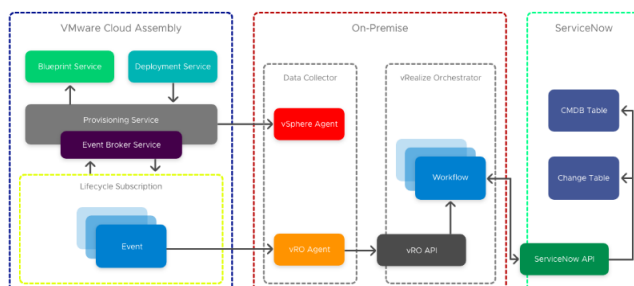 VMware Cloud Assembly
On-Premise
ServiceNow
Blueprint Service
Deployment Service
Data Collector
vRealize Orchestrator
Provisioning Service
Event Broker Service
vSphere Agent
CMDB Table
Lifecycle Subscription
Workflow
Change Table
Event
vRO Agent
vRO API
ServiceNow API